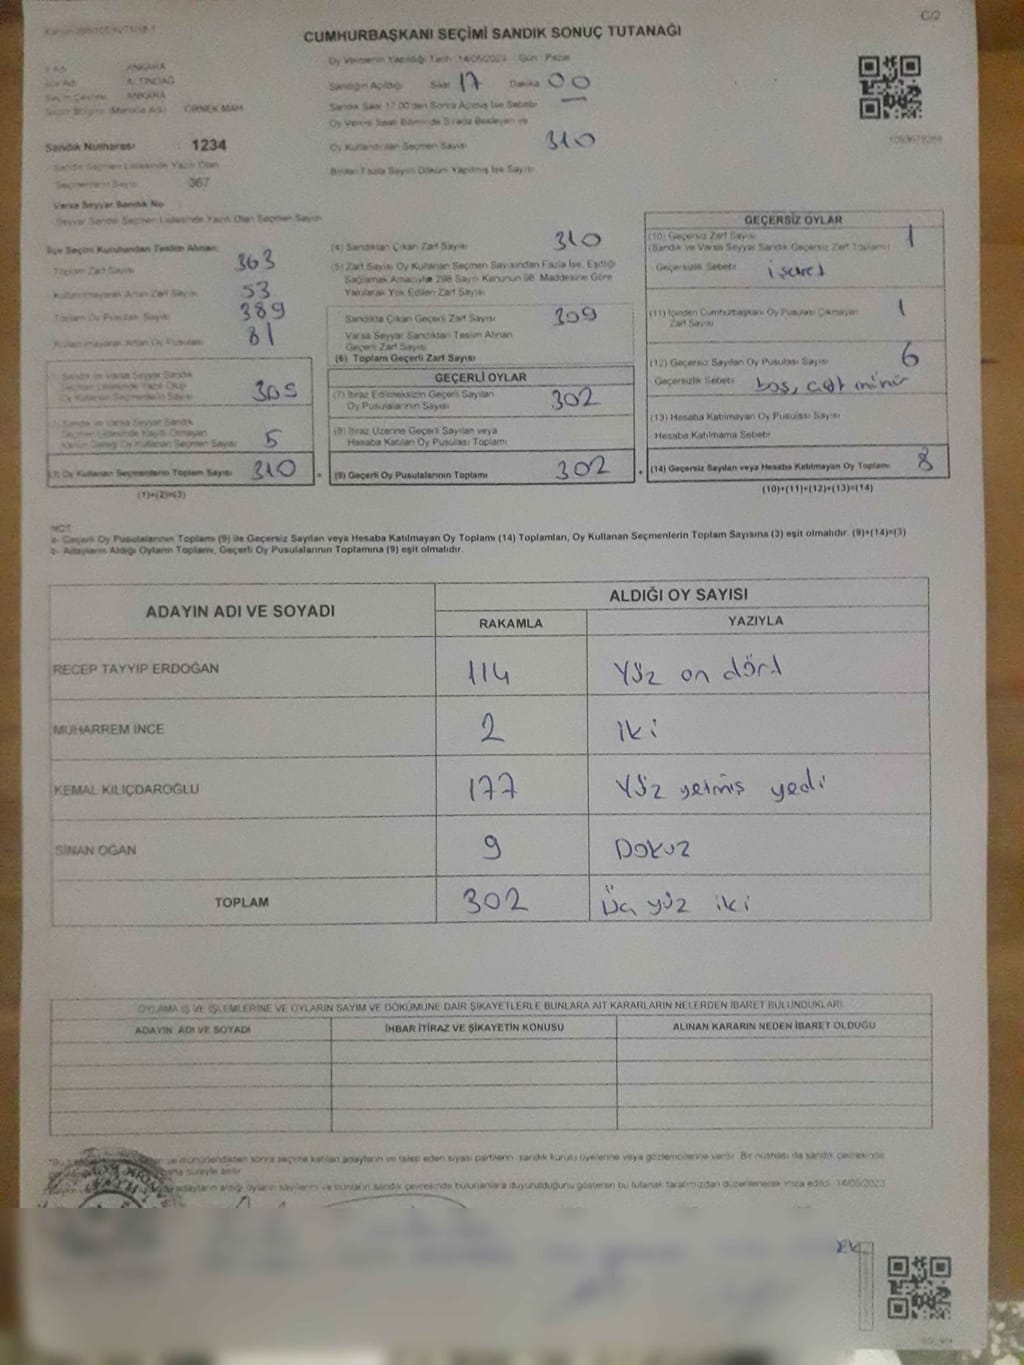 C/2
CUMHURBAŞKANI SEÇİMİ SANDIK SONUÇ TUTANAĞI
ANKARA
İlçe Adı ALTINDAĞ
Seçim Çevresi ANKARA
Seçim Bölgesi (Mahalle Adı) ÖRNEK MAH
Sandık Numarası 1234
Sandık Seçmen Listesinde Yazılı Olan
Seçmenlerin Sayısı 367
Varsa Seyyar Sandık No
Seyyar Sandık Seçmen Listesinde Yazılı Olan Seçmen Sayısı
Oy Vermenin Yapıldığı Tarih 14/05/2023 Gün Pazar
Sandığın Açıldığı Saat 17 Dakika 00
Sandık Saat 17:00'den Sonra Açılmış İse Sebebi
Oy Verme Saati Bitiminde Sırada Bekleyen ve
Oy Kullandırılan Seçmen Sayısı 310
Birden Fazla Sayım Döküm Yapılmış İse Sayısı
İlçe Seçim Kurulundan Teslim Alınan
Toplam Zarf Sayısı 363
Kullanılmayarak Artan Zarf Sayısı 53
Toplam Oy Pusulası Sayısı 389
Kullanılmayarak Artan Oy Pusulası 81
Sandık ve Varsa Seyyar Sandık
Seçmen Listesinde Yazılı Olup
Oy Kullanan Seçmenlerin Sayısı 305
Sandık ve Varsa Seyyar Sandık
Seçmen Listesinde Kayıtlı Olmayan
Kanun Gereği Oy Kullanan Seçmen Sayısı 5
(3) Oy Kullanan Seçmenlerin Toplam Sayısı 310
(1)+(2)=(3)
(4) Sandıktan Çıkan Zarf Sayısı 310
(5) Zarf Sayısı Oy Kullanan Seçmen Sayısından Fazla İse, Eşitliği
Sağlamak Amacıyla 298 Sayılı Kanunun 98. Maddesine Göre
Yakılarak Yok Edilen Zarf Sayısı
Sandıkta Çıkan Geçerli Zarf Sayısı 309
Varsa Seyyar Sandıktan Teslim Alınan
Geçerli Zarf Sayısı
(6) Toplam Geçerli Zarf Sayısı
GEÇERLİ OYLAR
(7) İtiraz Edilmeksizin Geçerli Sayılan
Oy Pusulalarının Sayısı 302
(8) İtiraz Üzerine Geçerli Sayılan veya
Hesaba Katılan Oy Pusulası Toplamı
(9) Geçerli Oy Pusulalarının Toplamı 302
GEÇERSİZ OYLAR
(10) Geçersiz Zarf Sayısı 1
(Sandık ve Varsa Seyyar Sandık Geçersiz Zarf Toplamı)
Geçersizlik Sebebi işaret
(11) İçinden Cumhurbaşkanı Oy Pusulası Çıkmayan
Zarf Sayısı 1
(12) Geçersiz Sayılan Oy Pusulası Sayısı 6
Geçersizlik Sebebi boş, çift mühür
(13) Hesaba Katılmayan Oy Pusulası Sayısı
Hesaba Katılmama Sebebi
(14) Geçersiz Sayılan veya Hesaba Katılmayan Oy Toplamı 8
(10)+(11)+(12)+(13)=(14)
NOT
a- Geçerli Oy Pusulalarının Toplamı (9) ile Geçersiz Sayılan veya Hesaba Katılmayan Oy Toplamı (14) Toplamları, Oy Kullanan Seçmenlerin Toplam Sayısına (3) eşit olmalıdır. (9)+(14)=(3)
b- Adayların Aldığı Oyların Toplamı, Geçerli Oy Pusulalarının Toplamına (9) eşit olmalıdır.
ADAYIN ADI VE SOYADI
ALDIĞI OY SAYISI
RAKAMLA YAZIYLA
RECEP TAYYIP ERDOĞAN 114 Yüz on dört
MUHARREM İNCE 2 İki
KEMAL KILIÇDAROĞLU 177 Yüz yetmiş yedi
SİNAN OĞAN 9 Dokuz
TOPLAM 302 Üç yüz iki
OYLAMA İŞ VE İŞLEMLERİNE VE OYLARIN SAYIM VE DÖKÜMÜNE DAİR ŞİKAYETLERLE BUNLARA AİT KARARLARIN NELERDEN İBARET BULUNDUKLARI
ADAYIN ADI VE SOYADI İHBAR İTİRAZ VE ŞİKAYETİN KONUSU ALINAN KARARIN NEDEN İBARET OLDUĞU
ve mühürlendikten sonra seçime katılan adayların ve talep eden siyasi partilerin sandık kurulu üyelerine veya gözlemcilerine verilir. Bir nüshası da sandık çevresinde
süreyle asılır.
adayların aldığı oyların sayılarını ve bunların sandık çevresinde bulunanlara duyurulduğunu gösteren bu tutanak tarafımızdan düzenlenerek imza edildi. 14/05/2023